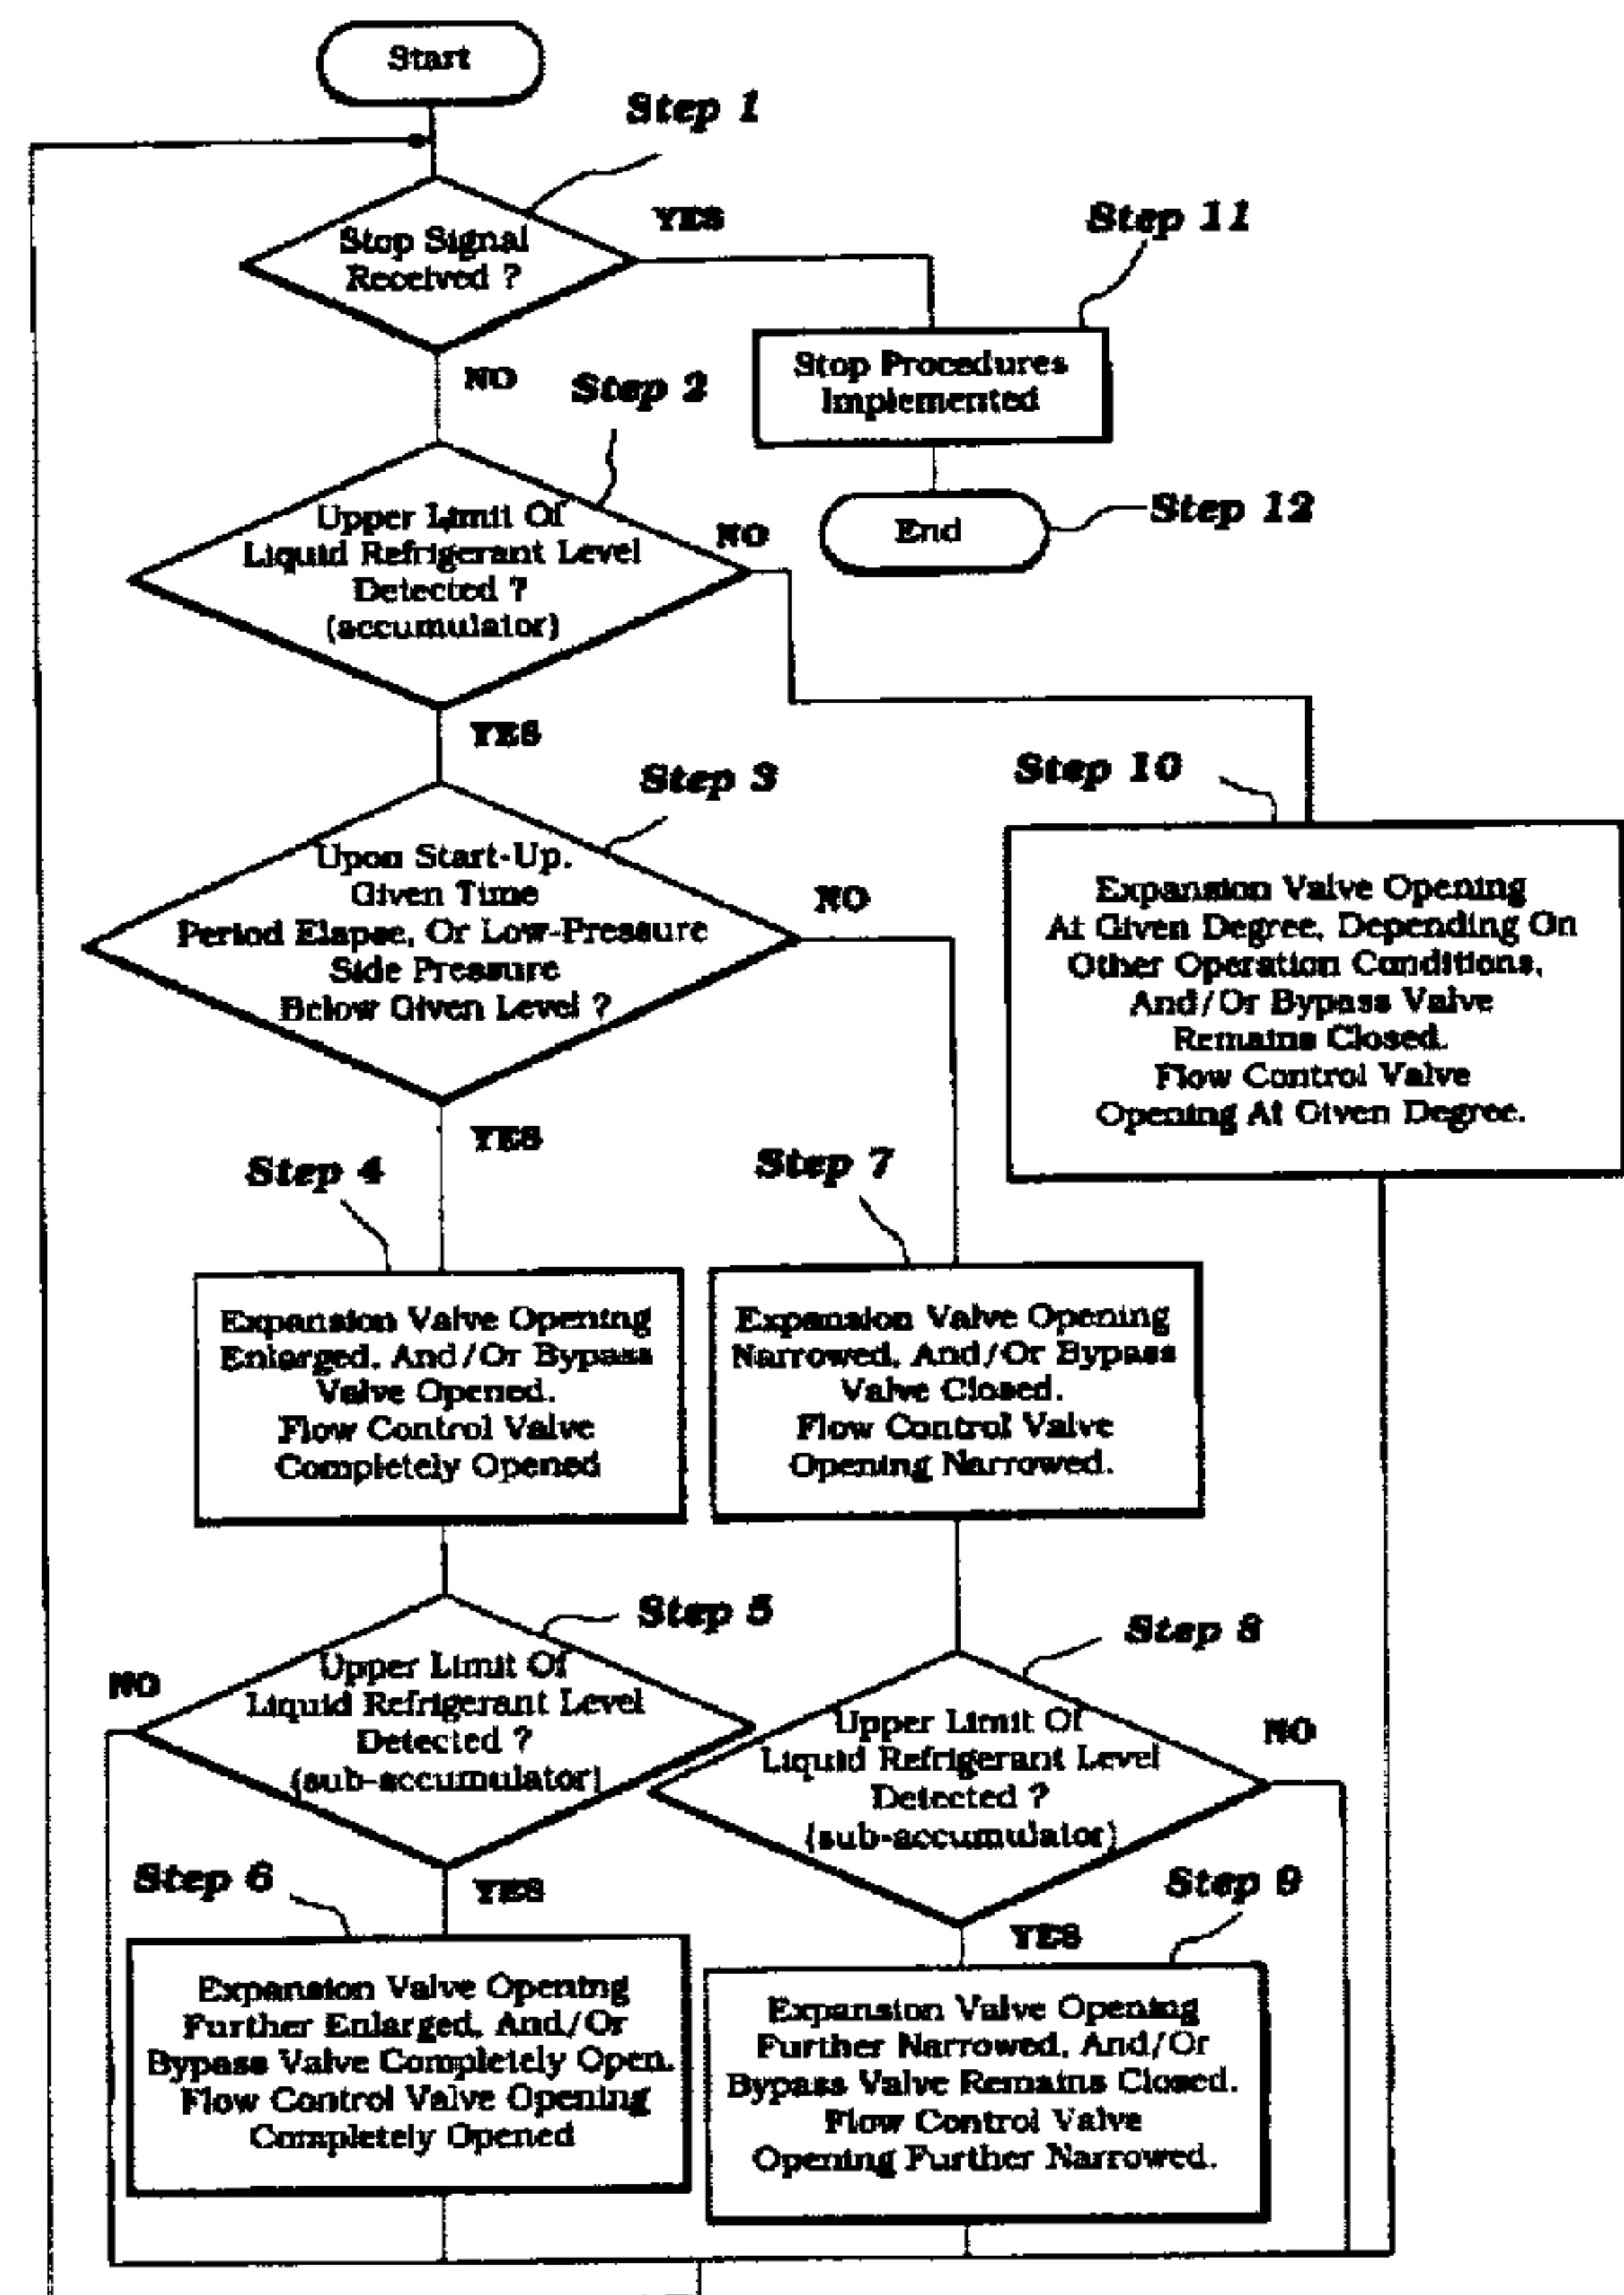 Start
Step 1
Stop Signal
Received ?
YES
NO
Step 11
Stop Procedures
Implemented
End
Step 12
Step 2
Upper Limit Of
Liquid Refrigerant Level
Detected ?
(accumulator)
NO
YES
Step 3
Upon Start-Up.
Given Time
Period Elapse, Or Low-Pressure
Side Pressure
Below Given Level ?
NO
YES
Step 10
Expansion Valve Opening
At Given Degree, Depending On
Other Operation Conditions,
And/Or Bypass Valve
Remains Closed.
Flow Control Valve
Opening At Given Degree.
Step 4
Expansion Valve Opening
Enlarged, And/Or Bypass
Valve Opened.
Flow Control Valve
Completely Opened
Step 7
Expansion Valve Opening
Narrowed, And/Or Bypass
Valve Closed.
Flow Control Valve
Opening Narrowed.
Step 5
Upper Limit Of
Liquid Refrigerant Level
Detected ?
(sub-accumulator)
NO
YES
Step 8
Upper Limit Of
Liquid Refrigerant Level
Detected ?
(sub-accumulator)
NO
YES
Step 6
Expansion Valve Opening
Further Enlarged, And/Or
Bypass Valve Completely Open.
Flow Control Valve Opening
Completely Opened
Step 9
Expansion Valve Opening
Further Narrowed, And/Or
Bypass Valve Remains Closed.
Flow Control Valve
Opening Further Narrowed.